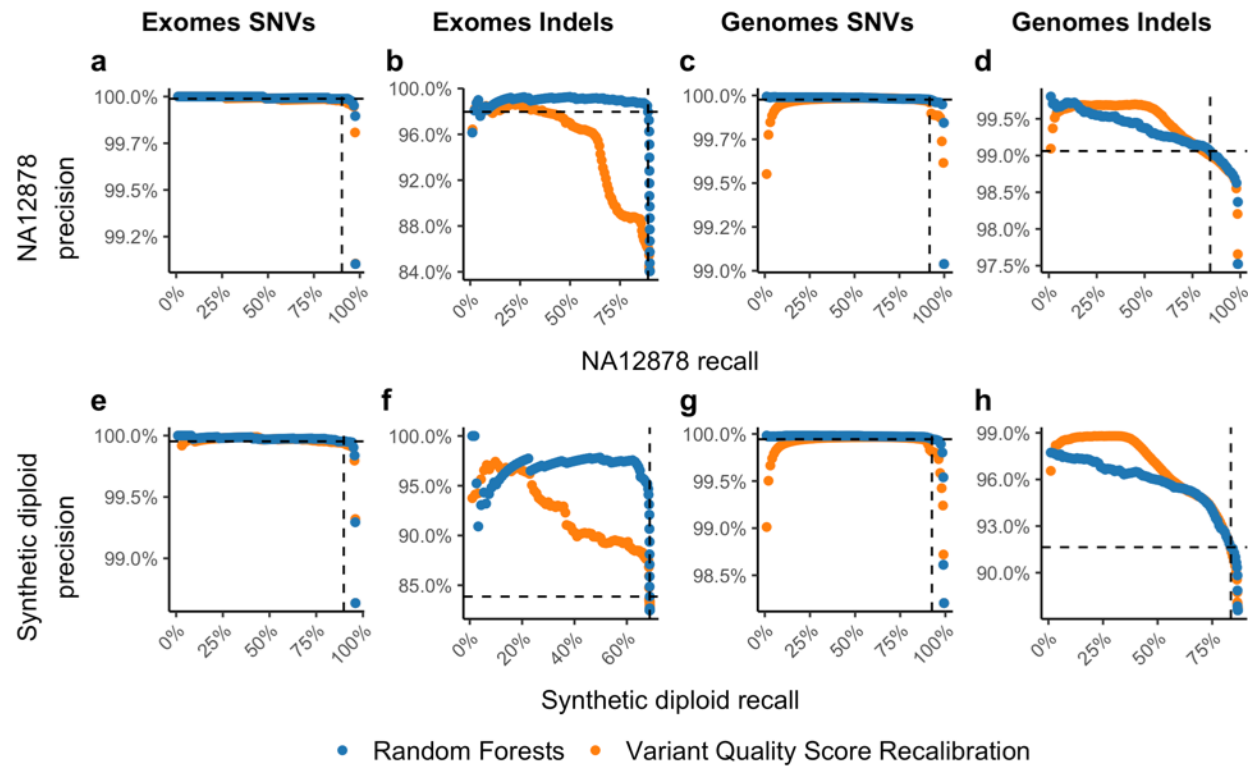 Exomes SNVs Exomes Indels Genomes SNVs Genomes Indels
a b c d
NA12878
precision
100.0%
99.7%
99.5%
99.2%
0% 25% 50% 75% 100%
100.0%
96.0%
92.0%
88.0%
84.0%
0% 25% 50% 75%
100.0%
99.7%
99.5%
99.2%
99.0%
0% 25% 50% 75% 100%
99.5%
99.0%
98.5%
98.0%
97.5%
0% 25% 50% 75% 100%
NA12878 recall
e f g h
Synthetic diploid
precision
100.0%
99.5%
99.0%
0% 25% 50% 75% 100%
100.0%
95.0%
90.0%
85.0%
0% 20% 40% 60%
100.0%
99.5%
99.0%
98.5%
0% 25% 50% 75% 100%
99.0%
96.0%
93.0%
90.0%
0% 25% 50% 75%
Synthetic diploid recall
Random Forests Variant Quality Score Recalibration